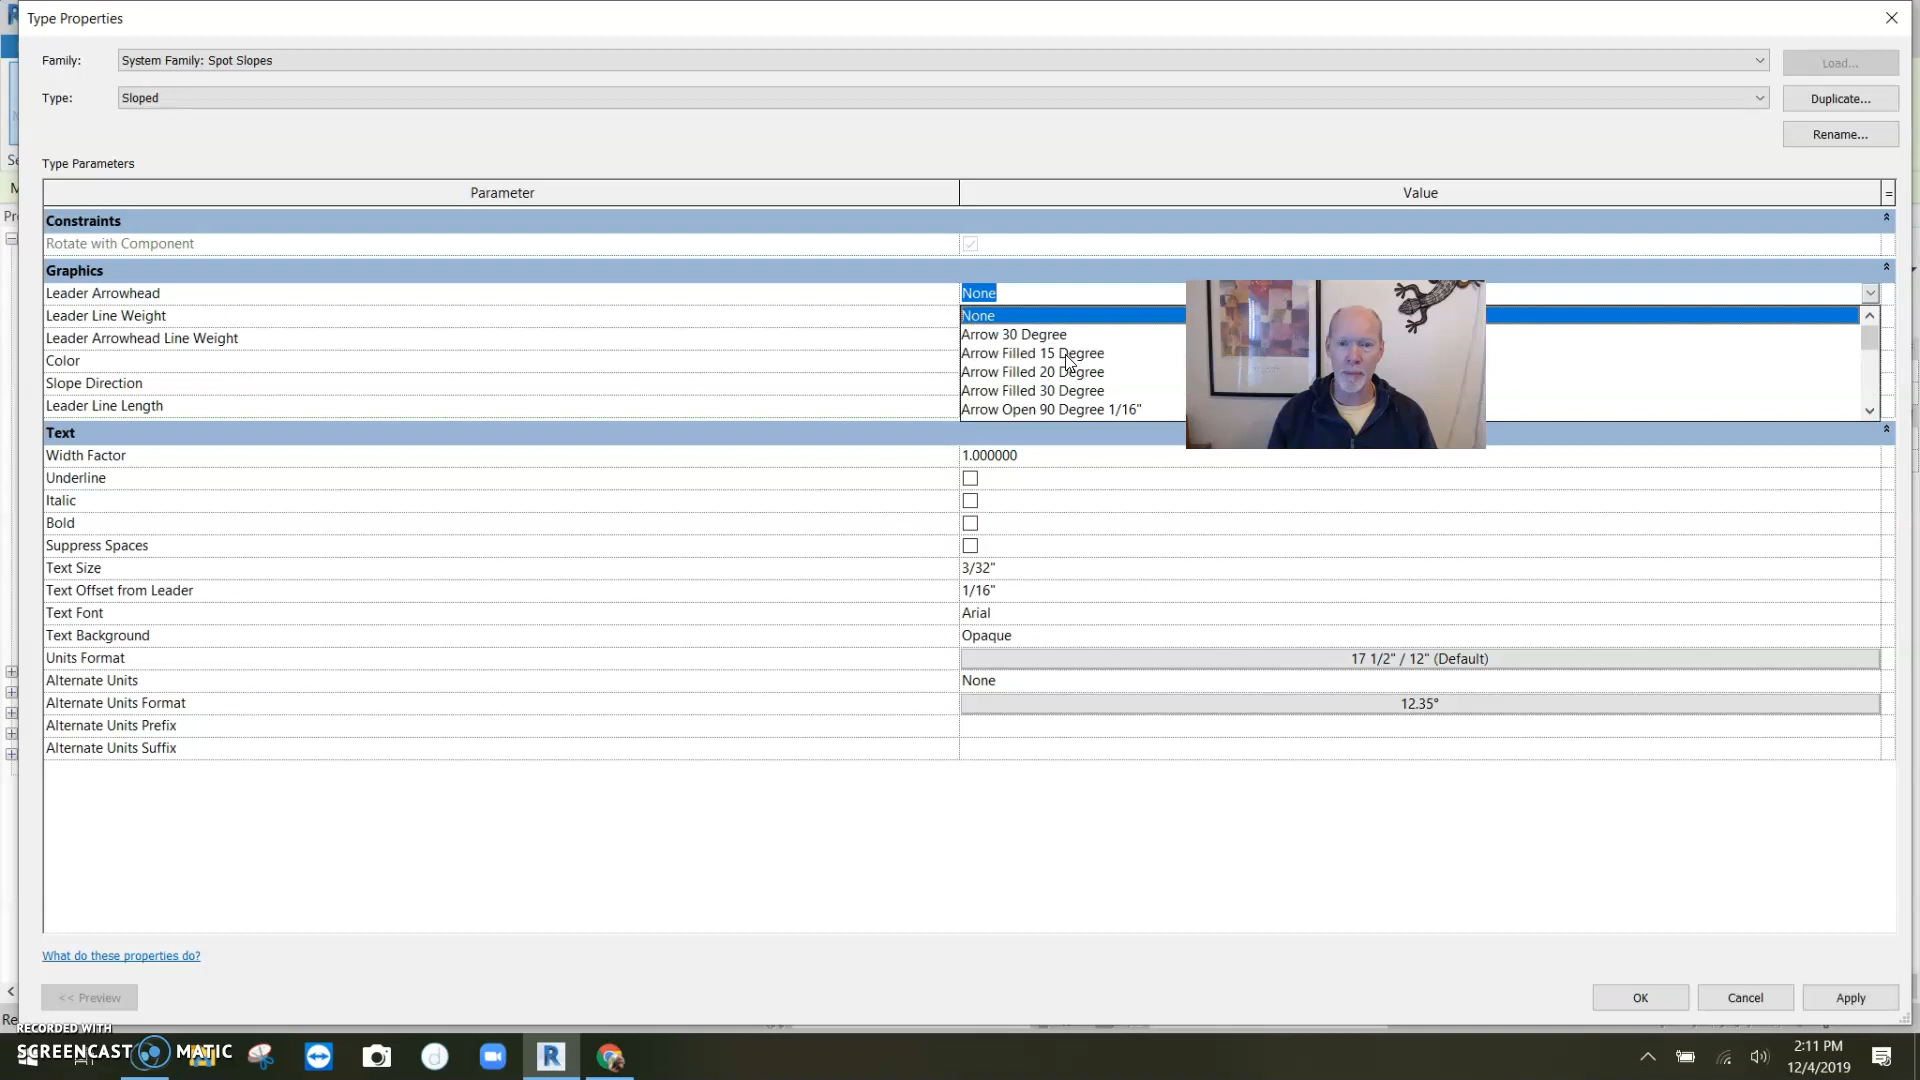 Type Properties
Family:
System Family: Spot Slopes
Load...
Type:
Sloped
Duplicate...
Rename...
Type Parameters
Parameter
Value
=
Constraints
Rotate with Component
Graphics
Leader Arrowhead
None
Leader Line Weight
None
Arrow 30 Degree
Leader Arrowhead Line Weight
Arrow Filled 15 Degree
Color
Arrow Filled 20 Degree
Slope Direction
Arrow Filled 30 Degree
Leader Line Length
Arrow Open 90 Degree 1/16"
Text
Width Factor
1.000000
Underline
Italic
Bold
Suppress Spaces
Text Size
3/32"
Text Offset from Leader
1/16"
Text Font
Arial
Text Background
Opaque
Units Format
17 1/2" / 12" (Default)
Alternate Units
None
Alternate Units Format
12.35°
Alternate Units Prefix
Alternate Units Suffix
What do these properties do?
<< Preview
OK
Cancel
Apply
RECORDED WITH
SCREENCAST MATIC
2:11 PM
12/4/2019